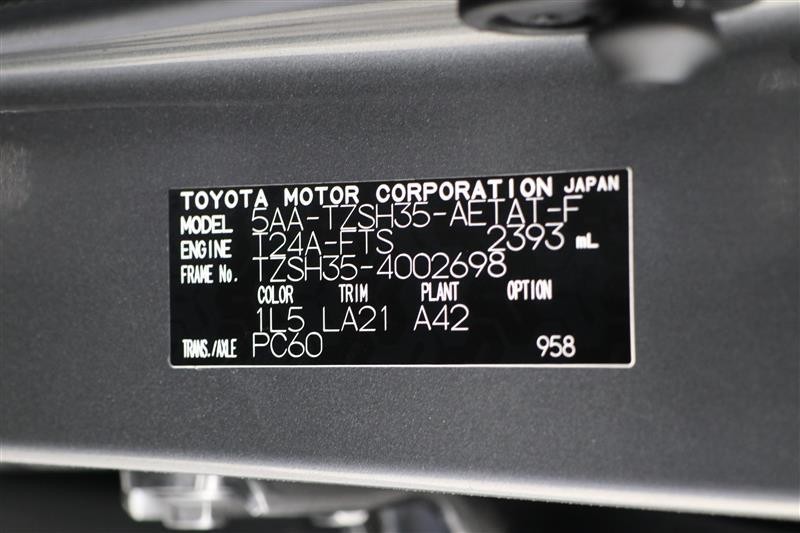 TOYOTA MOTOR CORPORATION JAPAN
MODEL 5AA-TZSH35-AETAT-F
ENGINE T24A-FTS 2393 mL
FRAME No. TZSH35-4002698
COLOR TRIM PLANT OPTION
1L5 LA21 A42
TRANS./AXLE PC60 958